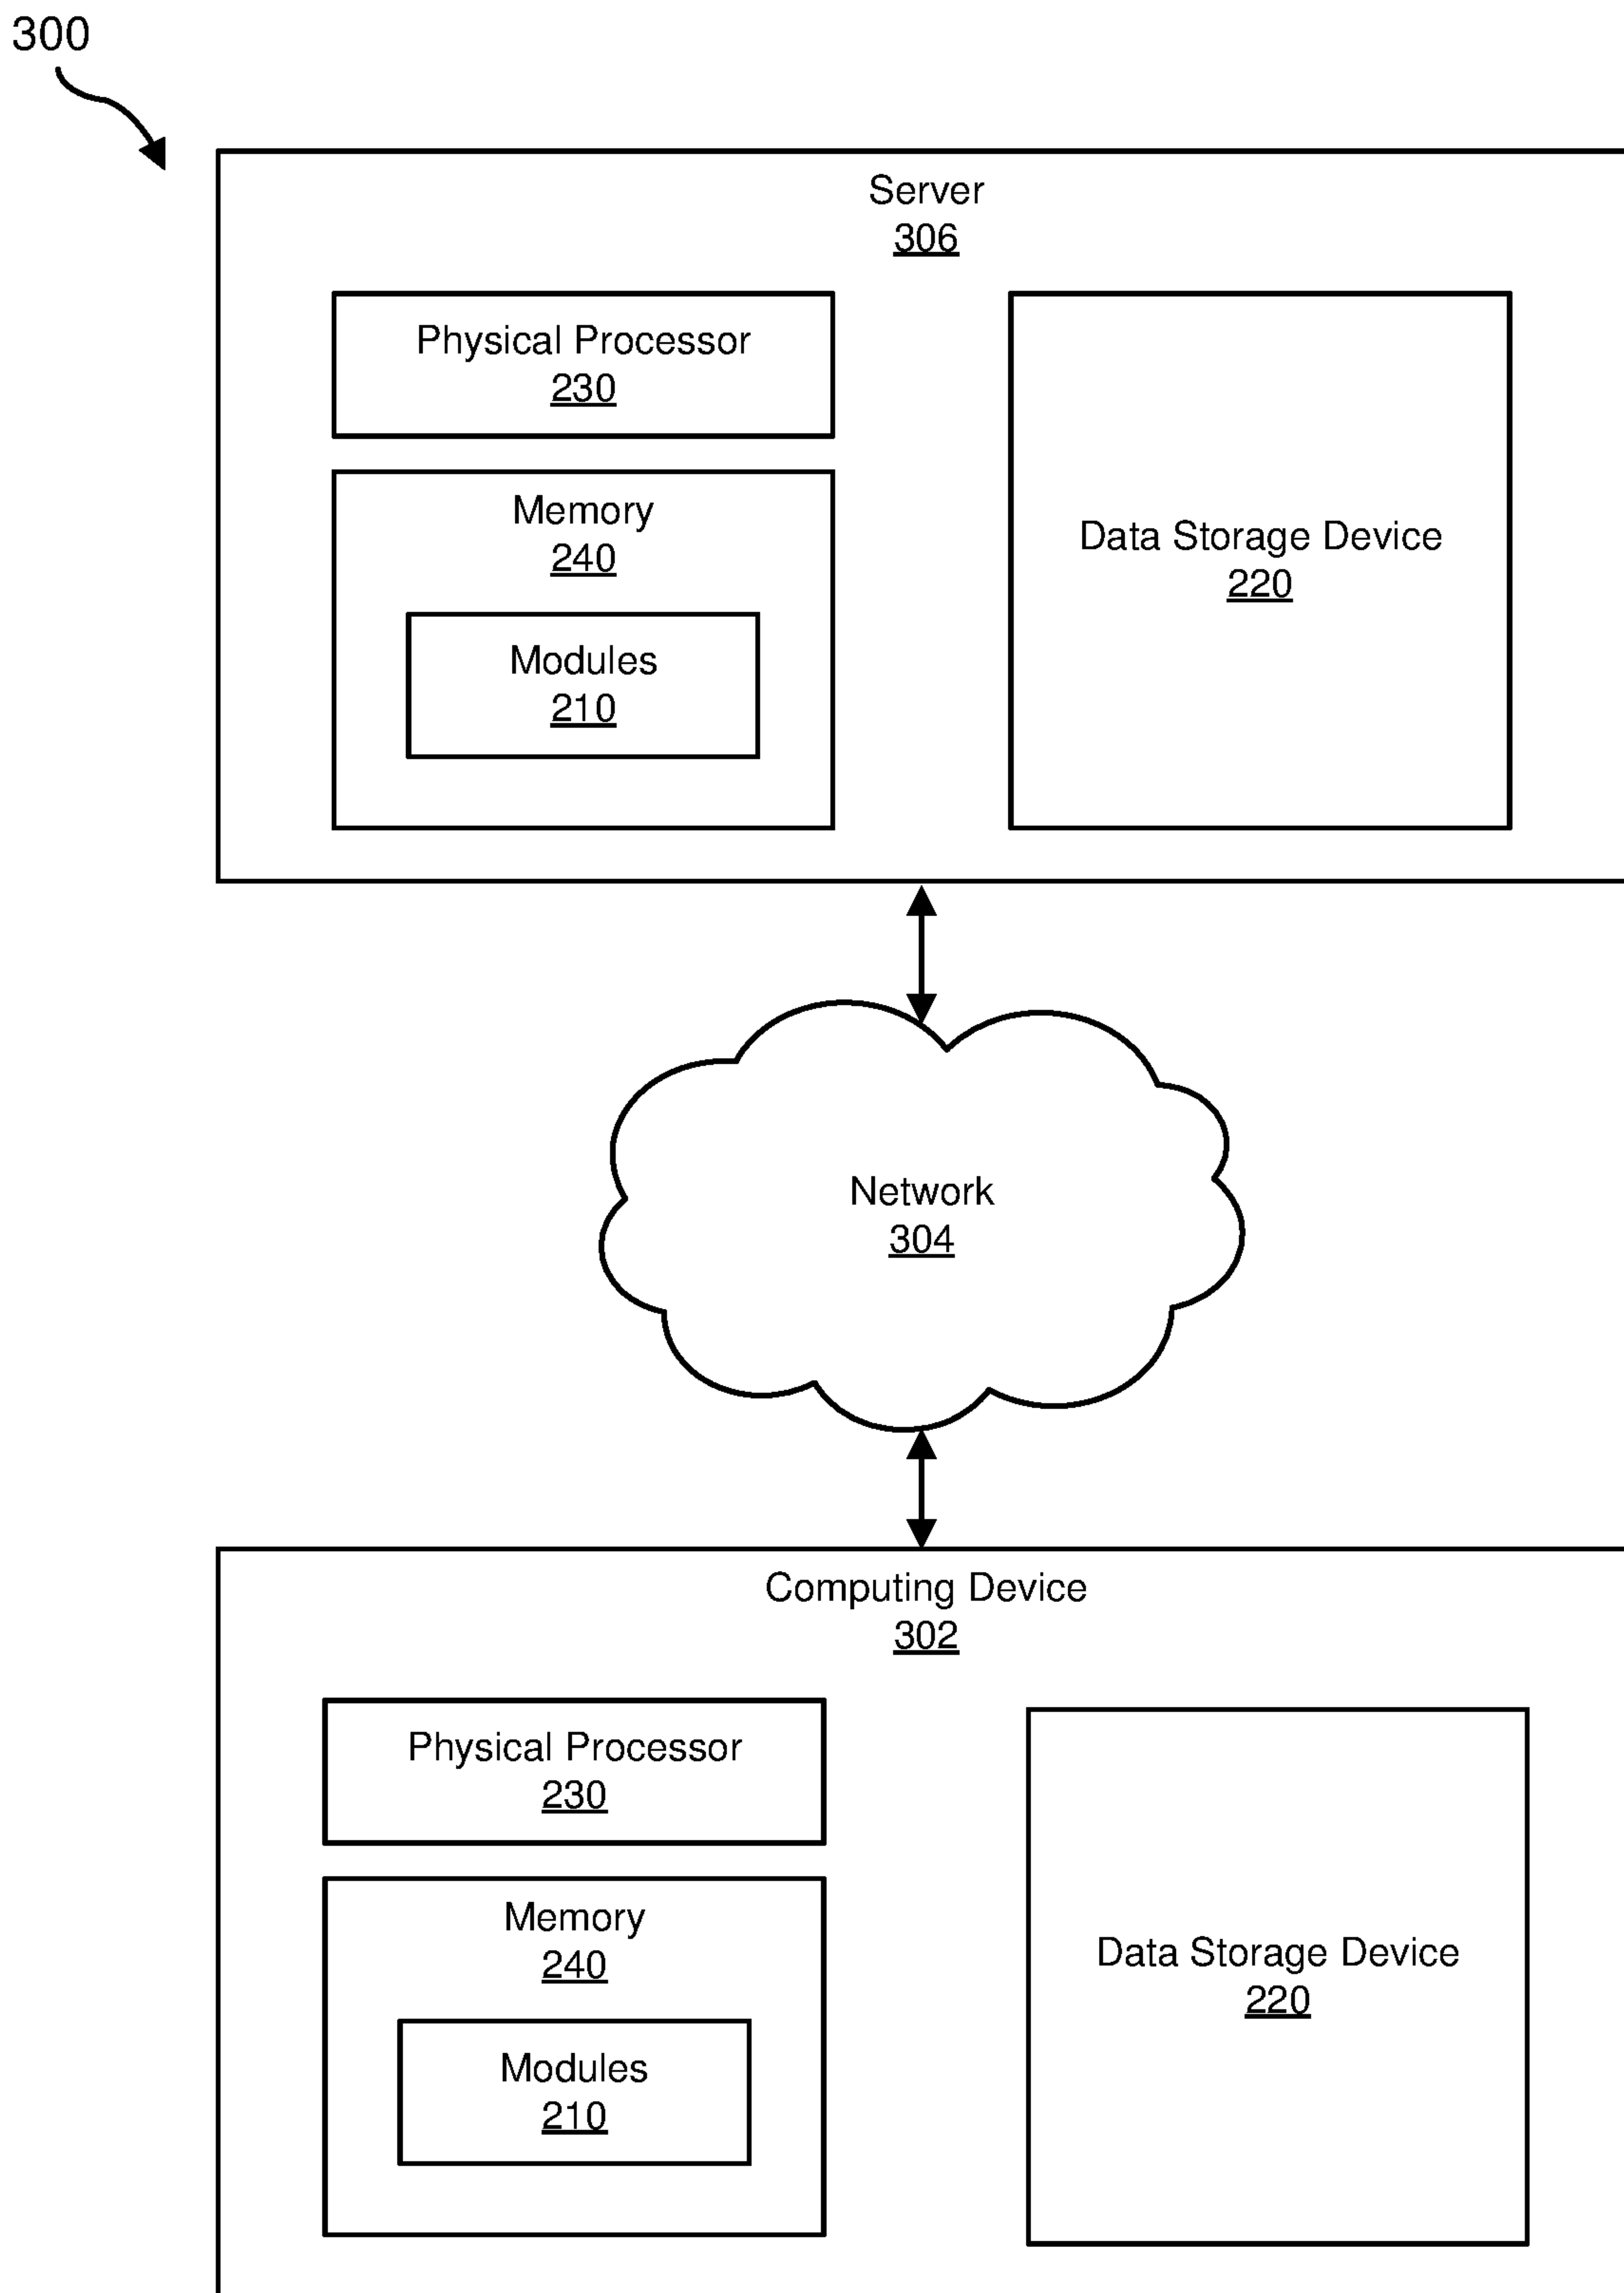 300
Server
306
Physical Processor
230
Memory
240
Modules
210
Data Storage Device
220
Network
304
Computing Device
302
Physical Processor
230
Memory
240
Modules
210
Data Storage Device
220